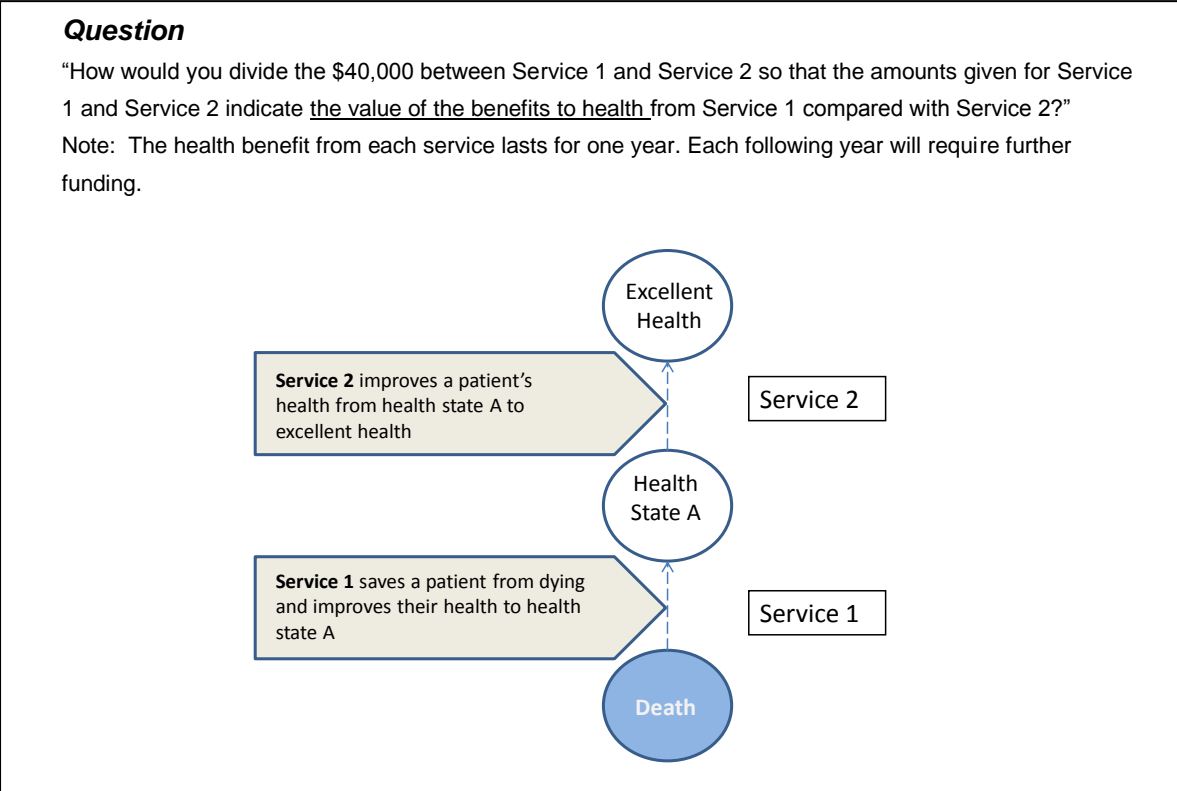 Question
“How would you divide the $40,000 between Service 1 and Service 2 so that the amounts given for Service
1 and Service 2 indicate the value of the benefits to health from Service 1 compared with Service 2?”
Note:  The health benefit from each service lasts for one year. Each following year will require further
funding.
Excellent
Health
Service 2 improves a patient’s
health from health state A to
excellent health
Service 2
Health
State A
Service 1 saves a patient from dying
and improves their health to health
state A
Service 1
Death